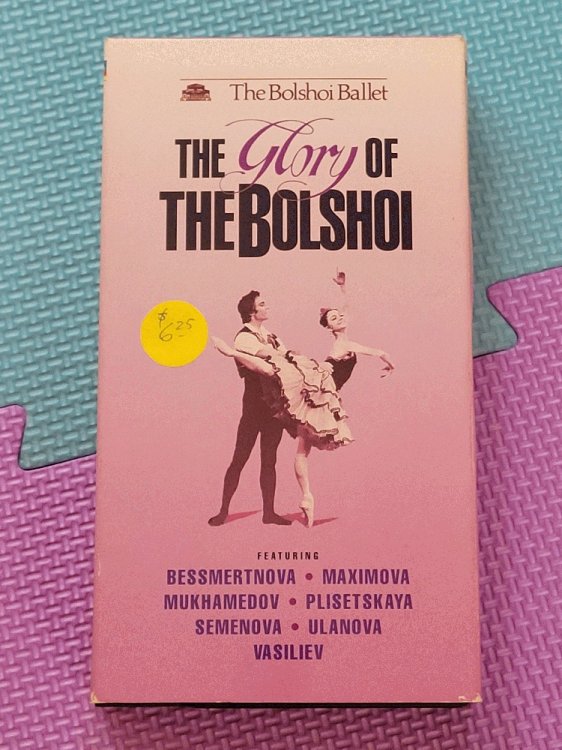 The Bolshoi Ballet
THE Glory OF
THE BOLSHOI
$6.25
FEATURING
BESSMERTNOVA • MAXIMOVA
MUKHAMEDOV • PLISETSKAYA
SEMENOVA • ULANOVA
VASILIEV